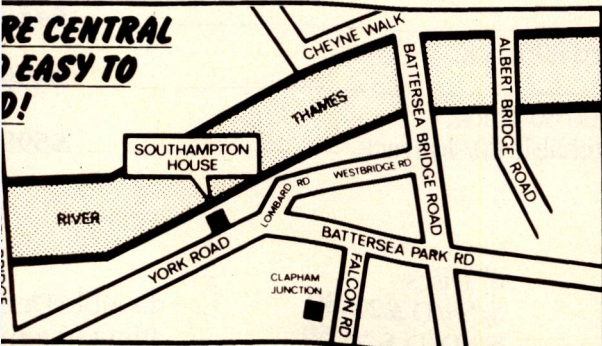 RE CENTRAL
EASY TO
D!
CHEYNE WALK
THAMES
BATTERSEA BRIDGE ROAD
ALBERT BRIDGE ROAD
SOUTHAMPTON
HOUSE
WESTBRIDGE RD
LOMBARD RD
RIVER
YORK ROAD
BATTERSEA PARK RD
FALCON RD
CLAPHAM
JUNCTION